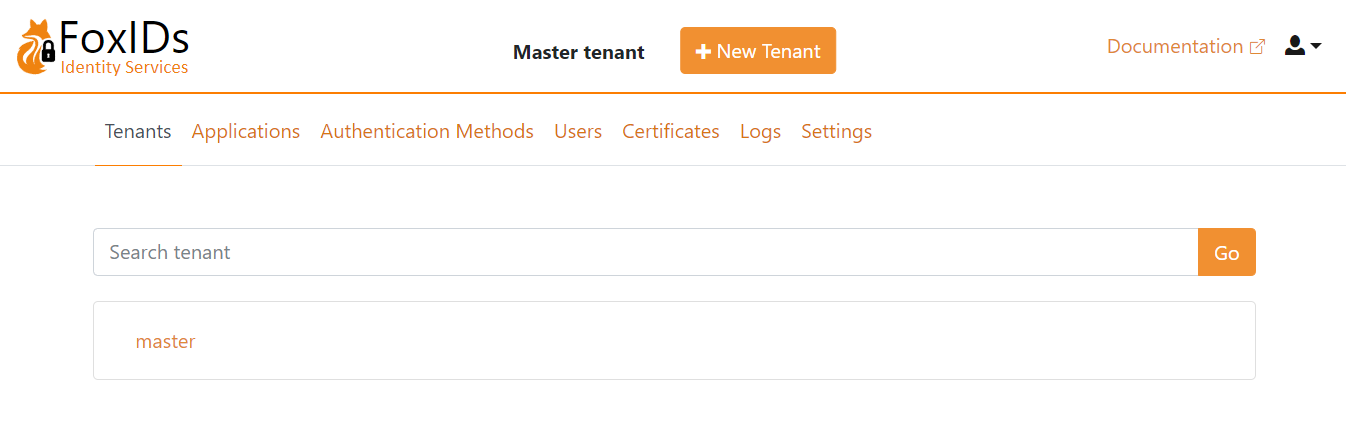 FoxIDs
Identity Services
Master tenant
New Tenant
Documentation
Tenants Applications Authentication Methods Users Certificates Logs Settings
Search tenant
Go
master